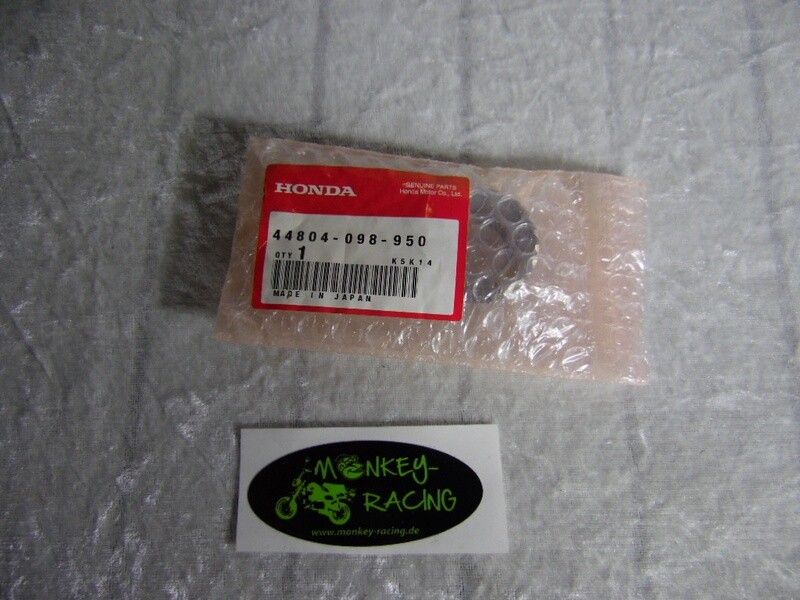 HONDA
*GENUINE PARTS
Honda Motor Co., Ltd.
44804-098-950
QTY 1
K5K14
MADE IN JAPAN
MONKEY-
RACING
www.monkey-racing.de